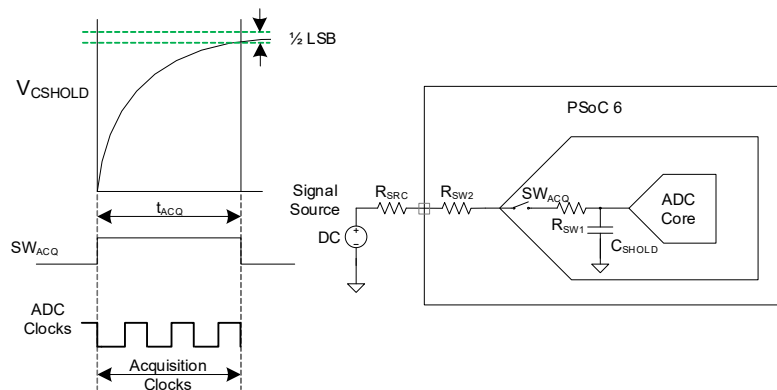 ½ LSB
VCSHOLD
tACQ
SWACQ
ADC
Clocks
Acquisition
Clocks
PSoC 6
Signal
Source
DC
RSRC
RSW2
SWACQ
RSW1
CSHOLD
ADC
Core